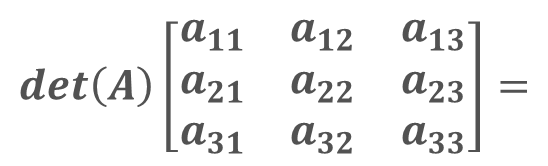 a₁₁ a₁₂ a₁₃
det(A) [a₂₁ a₂₂ a₂₃] =
a₃₁ a₃₂ a₃₃